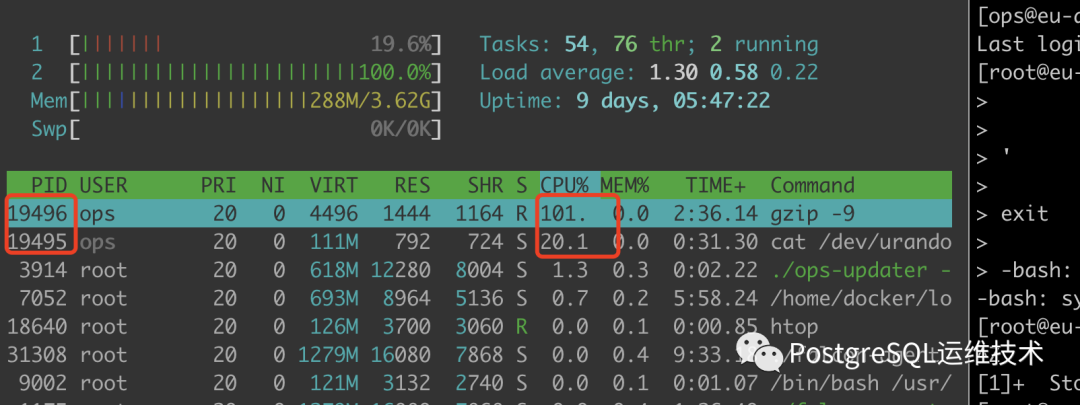 1 [||||||| 19.6%] Tasks: 54, 76 thr; 2 running
2 [||||||||||||||||||||||||100.0%] Load average: 1.30 0.58 0.22
Mem[||||||||||||||||||||288M/3.62G] Uptime: 9 days, 05:47:22
Swp[ 0K/0K]
PID USER PRI NI VIRT RES SHR S CPU% MEM% TIME+ Command
19496 ops 20 0 4496 1444 1164 R 101. 0.0 2:36.14 gzip -9
19495 ops 20 0 111M 792 724 S 20.1 0.0 0:31.30 cat /dev/urando
3914 root 20 0 618M 12280 8004 S 1.3 0.3 0:02.22 ./ops-updater -
7052 root 20 0 693M 8964 5136 S 0.7 0.2 5:58.24 /home/docker/lo
18640 root 20 0 126M 3700 3060 R 0.0 0.1 0:00.85 htop
31308 root 20 0 1279M 16080 7868 S 0.0 0.4 9:33.
9002 root 20 0 121M 3132 2740 S 0.0 0.1 0:01.07 /bin/bash /usr/
[ops@eu-
Last logi
[root@eu-
>
>
> '
>
> exit
>
> -bash:
-bash: sy
[root@eu-
[1]+ Sto
PostgreSQL运维技术